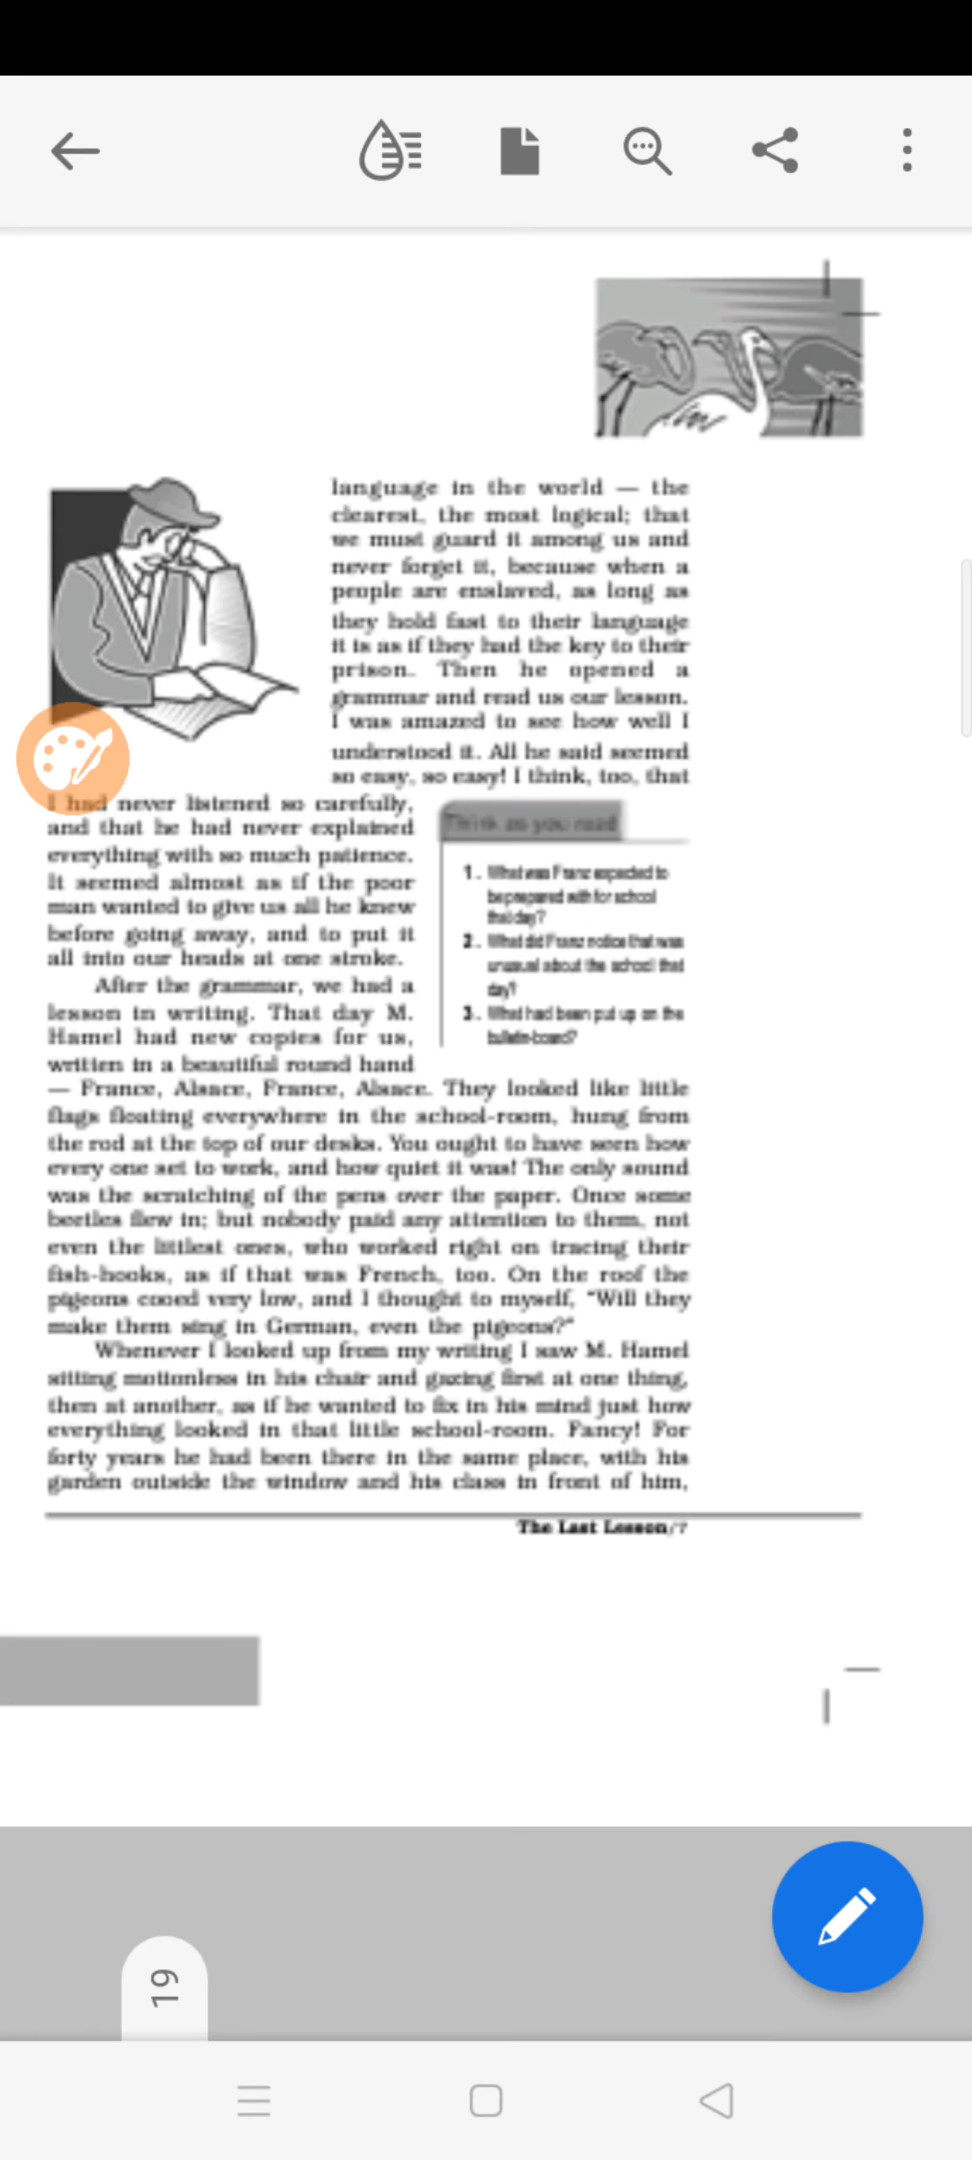 language in the world — the
clearest, the most logical; that
we must guard it among us and
never forget it, because when a
people are enslaved, as long as
they hold fast to their language
it is as if they had the key to their
prison. Then he opened a
grammar and read us our lesson.
I was amazed to see how well I
understood it. All he said seemed
so easy, so easy! I think, too, that
I had never listened so carefully,
and that he had never explained
everything with so much patience.
It seemed almost as if the poor
man wanted to give us all he knew
before going away, and to put it
all into our heads at one stroke.
After the grammar, we had a
lesson in writing. That day M.
Hamel had new copies for us,
written in a beautiful round hand
Think as you read
1. What was Franz expected to
be prepared with for school
that day?
2. What did Franz notice that was
unusual about the school that
day?
3. What had been put up on the
bulletin-board?
— France, Alsace, France, Alsace. They looked like little
flags floating everywhere in the school-room, hung from
the rod at the top of our desks. You ought to have seen how
every one set to work, and how quiet it was! The only sound
was the scratching of the pens over the paper. Once some
beetles flew in; but nobody paid any attention to them, not
even the littlest ones, who worked right on tracing their
fish-hooks, as if that was French, too. On the roof the
pigeons cooed very low, and I thought to myself, “Will they
make them sing in German, even the pigeons?”
Whenever I looked up from my writing I saw M. Hamel
sitting motionless in his chair and gazing first at one thing,
then at another, as if he wanted to fix in his mind just how
everything looked in that little school-room. Fancy! For
forty years he had been there in the same place, with his
garden outside the window and his class in front of him,
The Last Lesson/7
19